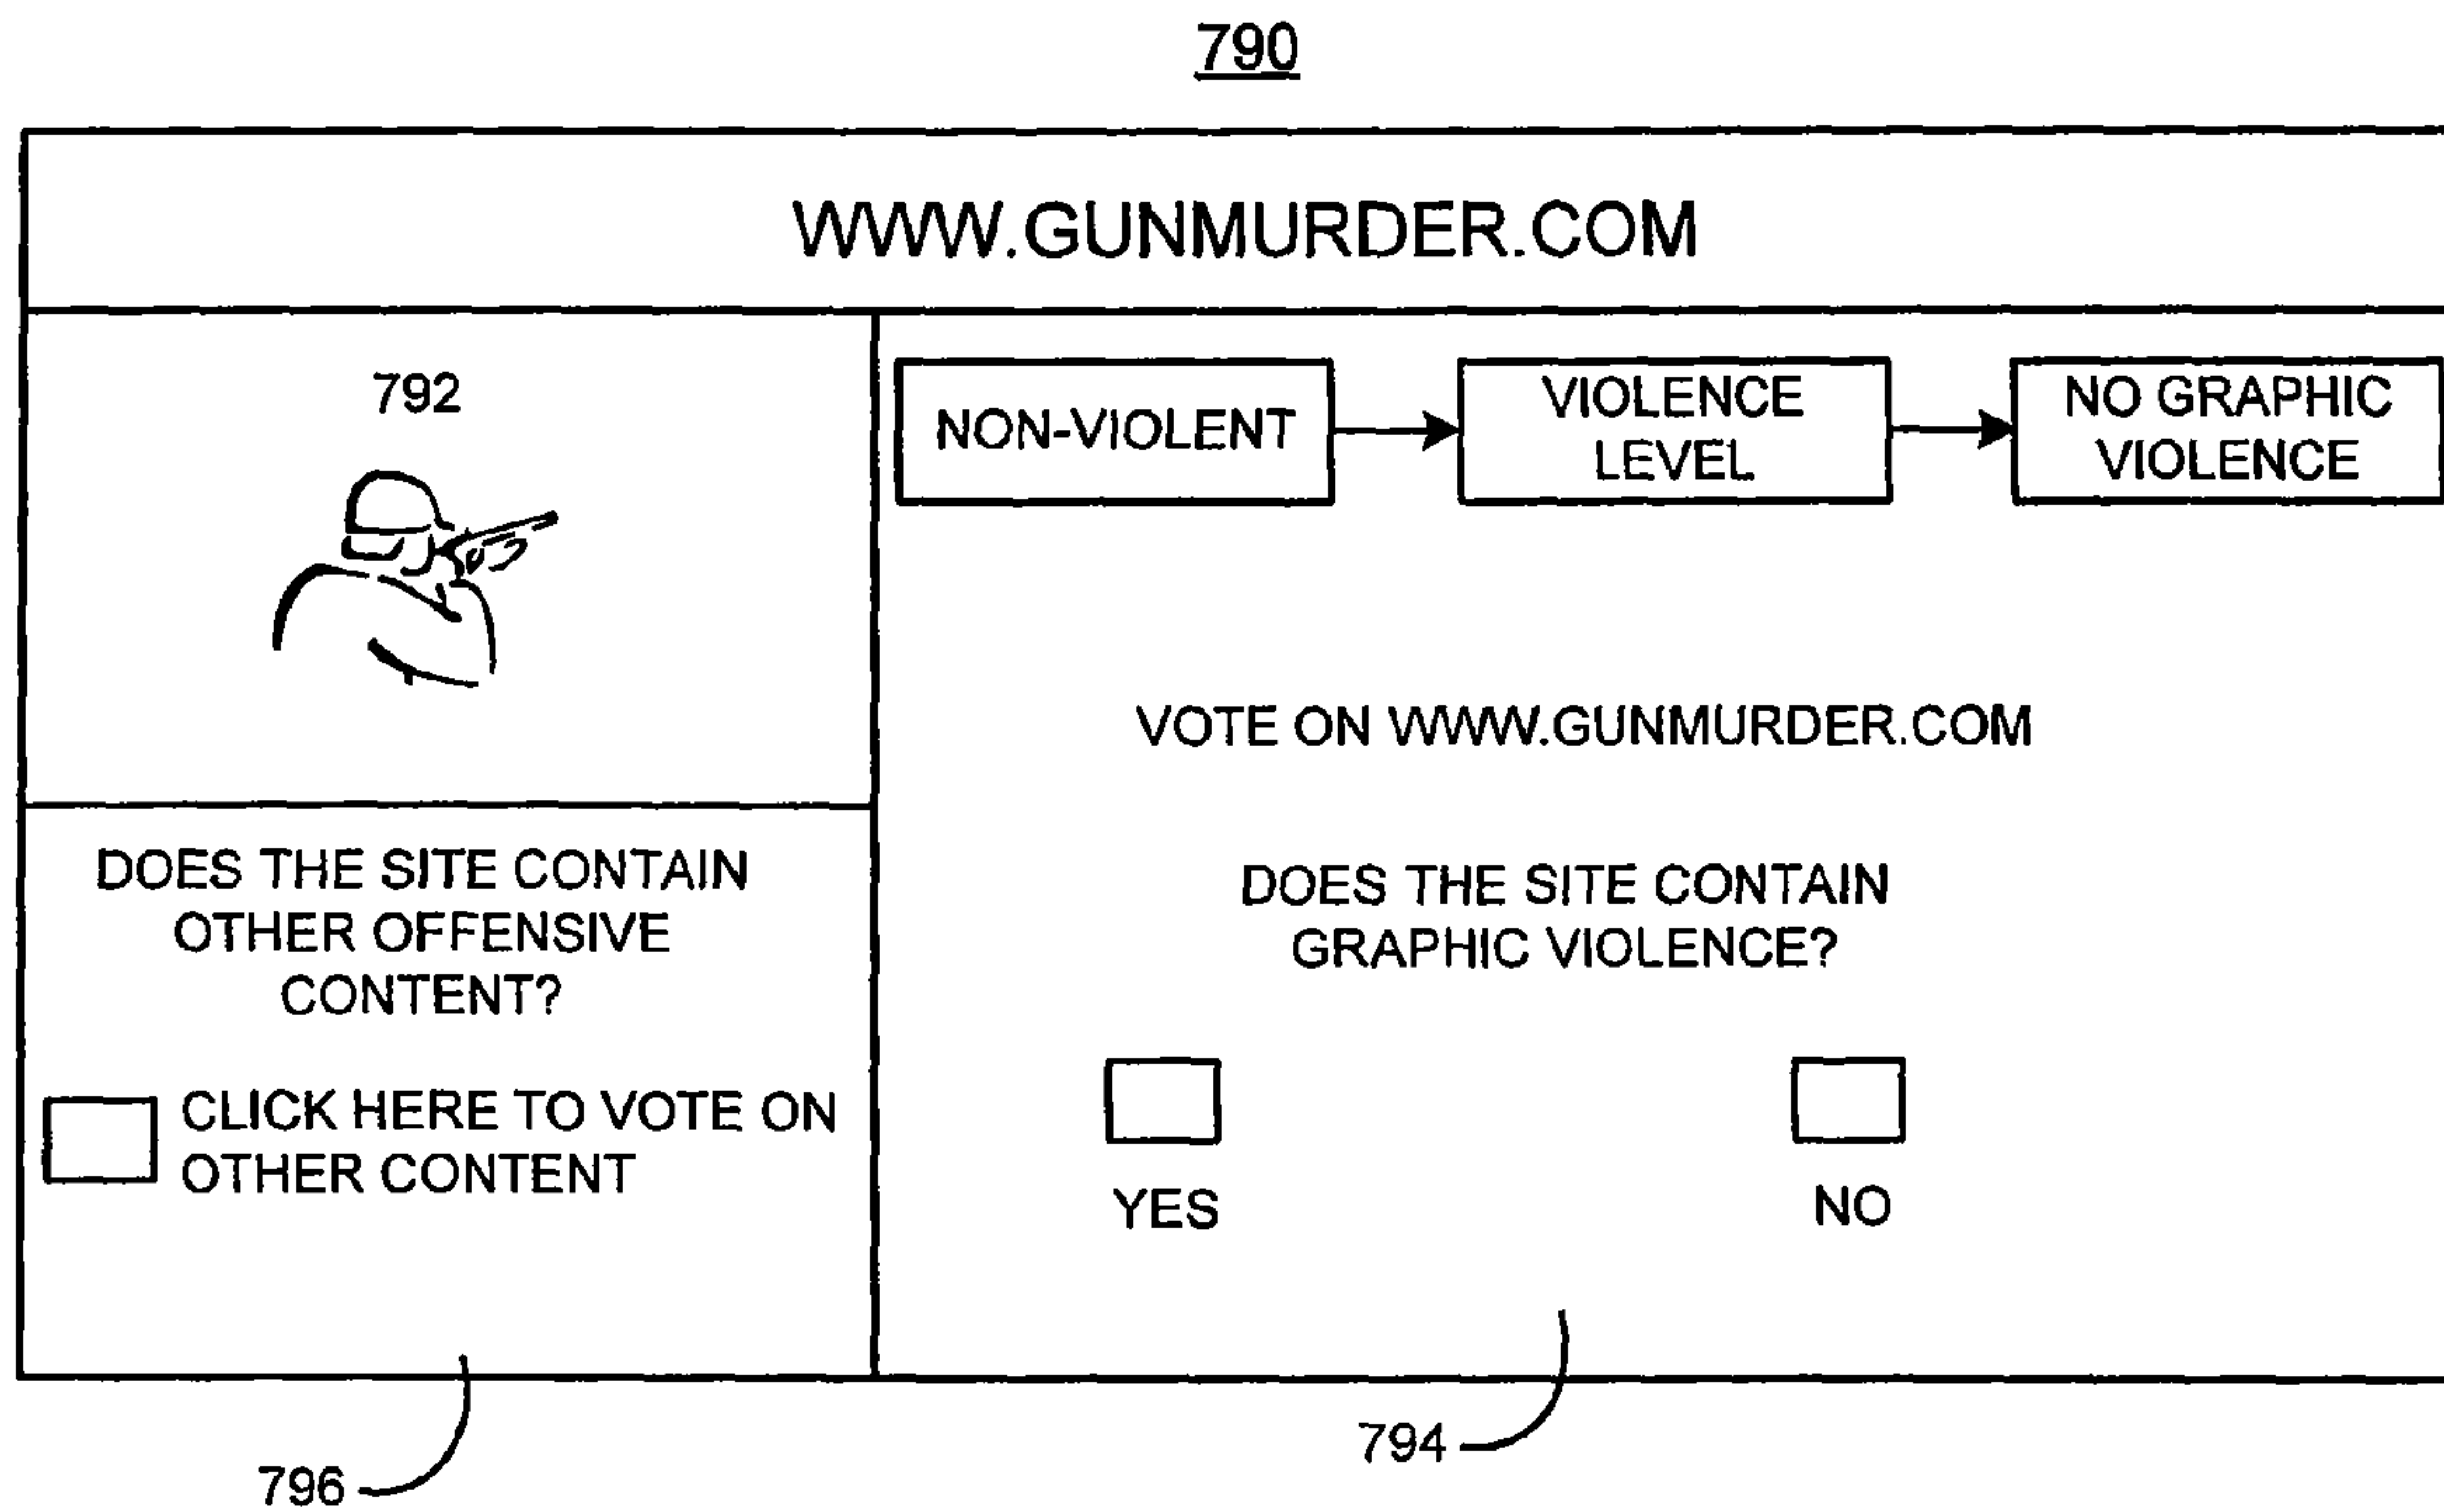 790
WWW.GUNMURDER.COM
792
NON-VIOLENT
VIOLENCE
LEVEL
NO GRAPHIC
VIOLENCE
VOTE ON WWW.GUNMURDER.COM
DOES THE SITE CONTAIN
GRAPHIC VIOLENCE?
YES
NO
DOES THE SITE CONTAIN
OTHER OFFENSIVE
CONTENT?
CLICK HERE TO VOTE ON
OTHER CONTENT
796
794